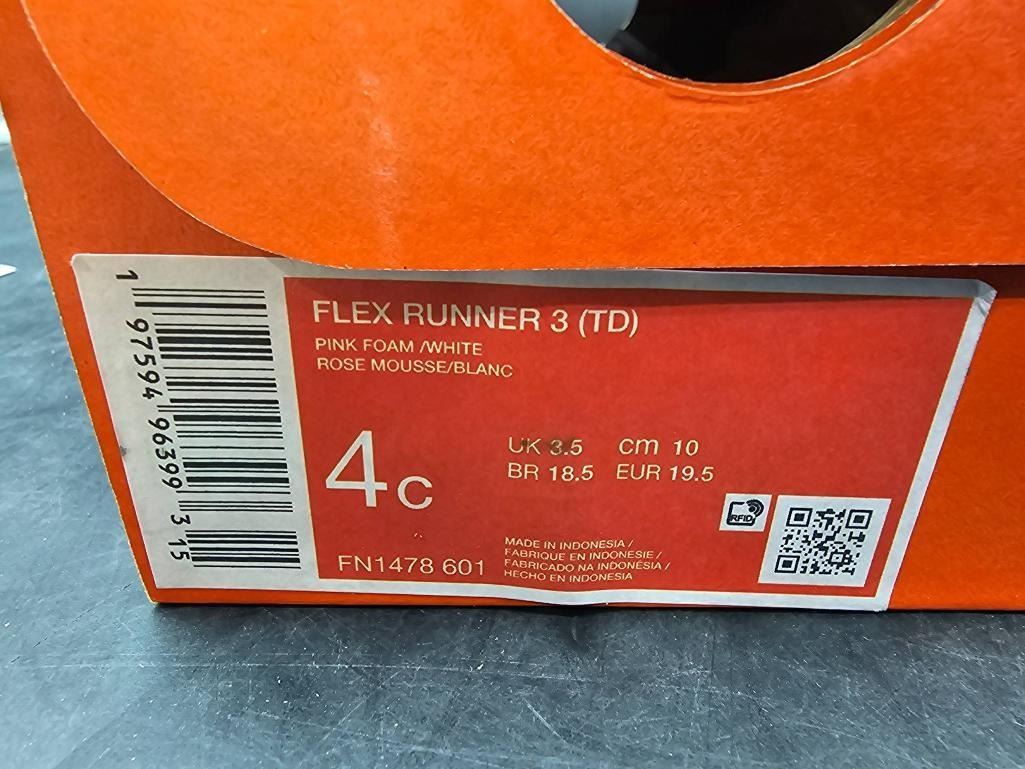 1 97594 96399 3 15
FLEX RUNNER 3 (TD)
PINK FOAM /WHITE
ROSE MOUSSE/BLANC
4C
UK 3.5 cm 10
BR 18.5 EUR 19.5
RFID
FN1478 601
MADE IN INDONESIA /
FABRIQUE EN INDONESIE /
FABRICADO NA INDONÉSIA /
HECHO EN INDONESIA